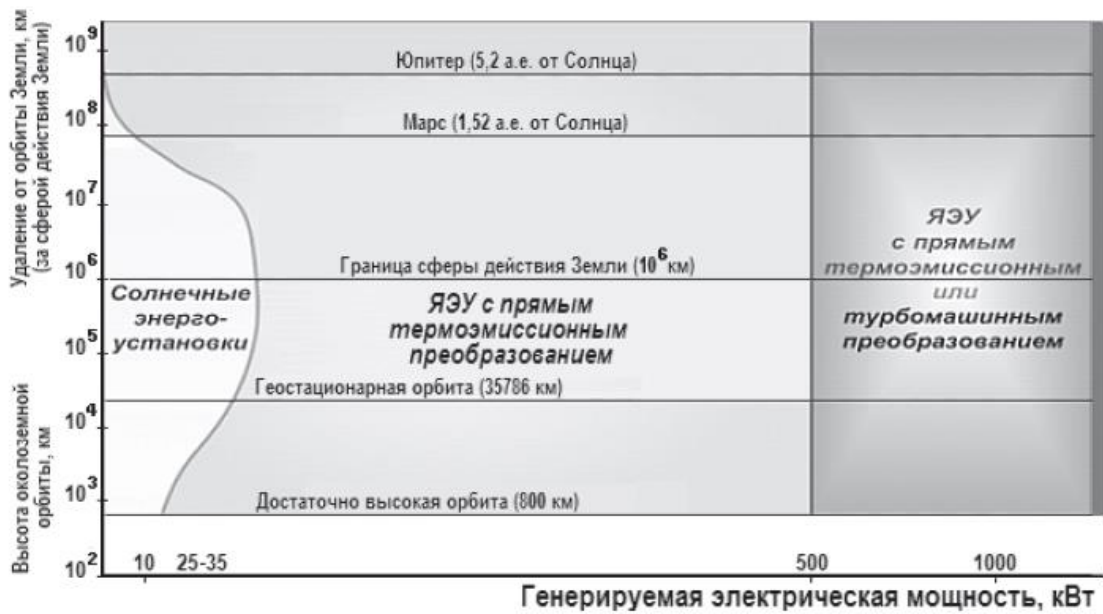 Удаление от орбиты Земли, км
(за сферой действия Земли)
Высота околоземной
орбиты, км
10⁹
10⁸
10⁷
10⁶
10⁵
10⁴
10³
10²
Юпитер (5,2 а.е. от Солнца)
Марс (1,52 а.е. от Солнца)
Граница сферы действия Земли (10⁶ км)
Солнечные
энерго-
установки
ЯЭУ с прямым
термоэмиссионным
преобразованием
ЯЭУ
с прямым
термоэмиссионным
или
турбомашинным
преобразованием
Геостационарная орбита (35786 км)
Достаточно высокая орбита (800 км)
10 25-35 500 1000
Генерируемая электрическая мощность, кВт